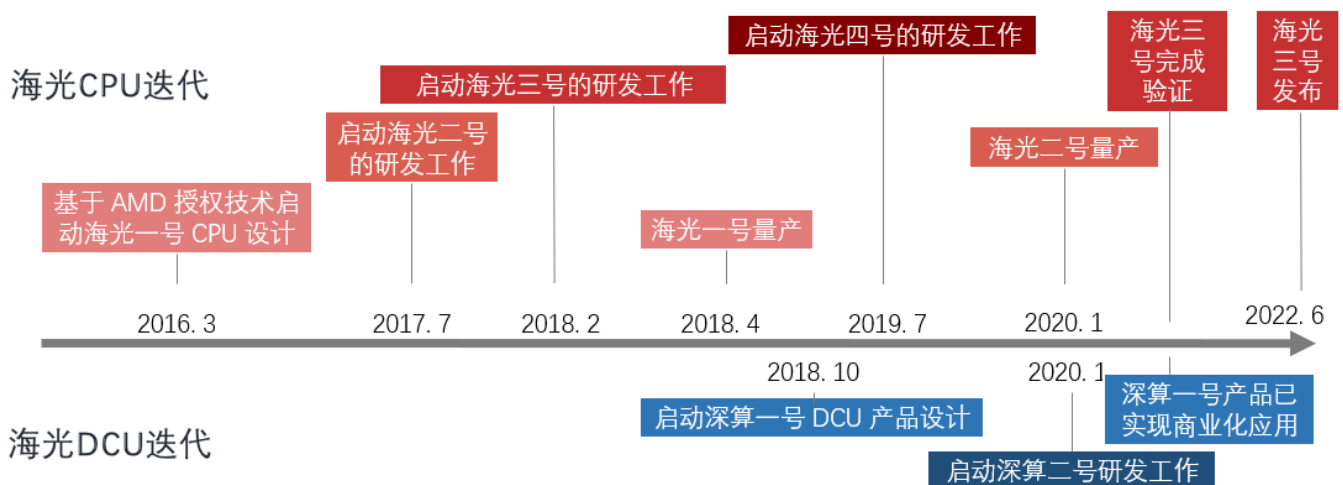 海光CPU迭代
启动海光四号的研发工作
海光三
号完成
验证
海光
三号
发布
启动海光三号的研发工作
启动海光二号
的研发工作
海光二号量产
基于 AMD 授权技术启
动海光一号 CPU 设计
海光一号量产
2016. 3
2017. 7
2018. 2
2018. 4
2019. 7
2020. 1
2022. 6
2018. 10
2020. 1
启动深算一号 DCU 产品设计
深算一号产品已
实现商业化应用
海光DCU迭代
启动深算二号研发工作